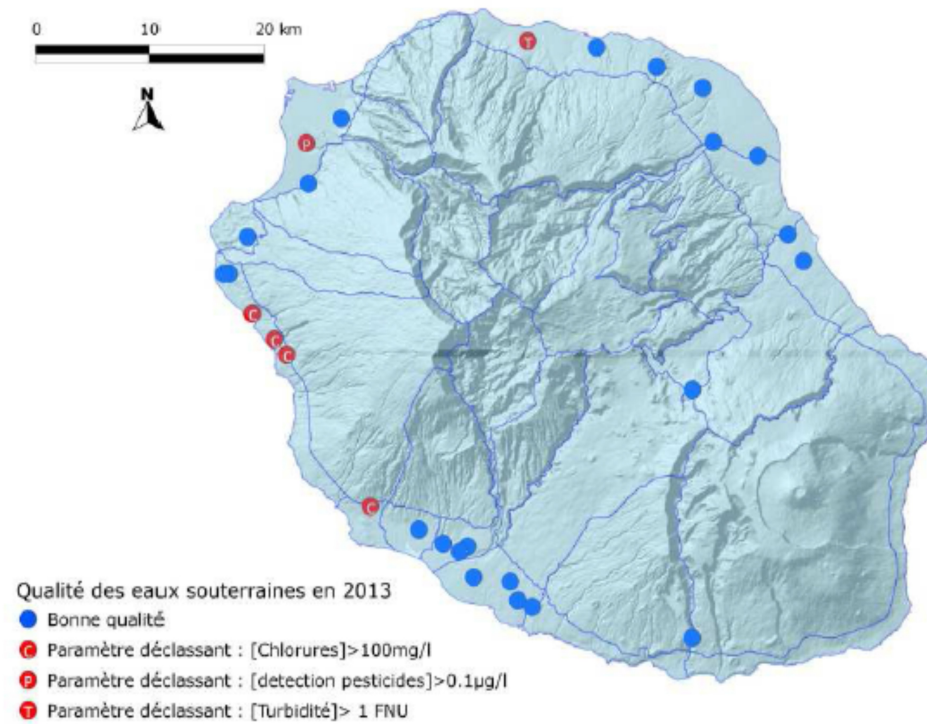 0 10 20 km
N
T
P
C
C
C
C
Qualité des eaux souterraines en 2013
Bonne qualité
C Paramètre déclassant : [Chlorures]>100mg/l
P Paramètre déclassant : [detection pesticides]>0.1µg/l
T Paramètre déclassant : [Turbidité]> 1 FNU